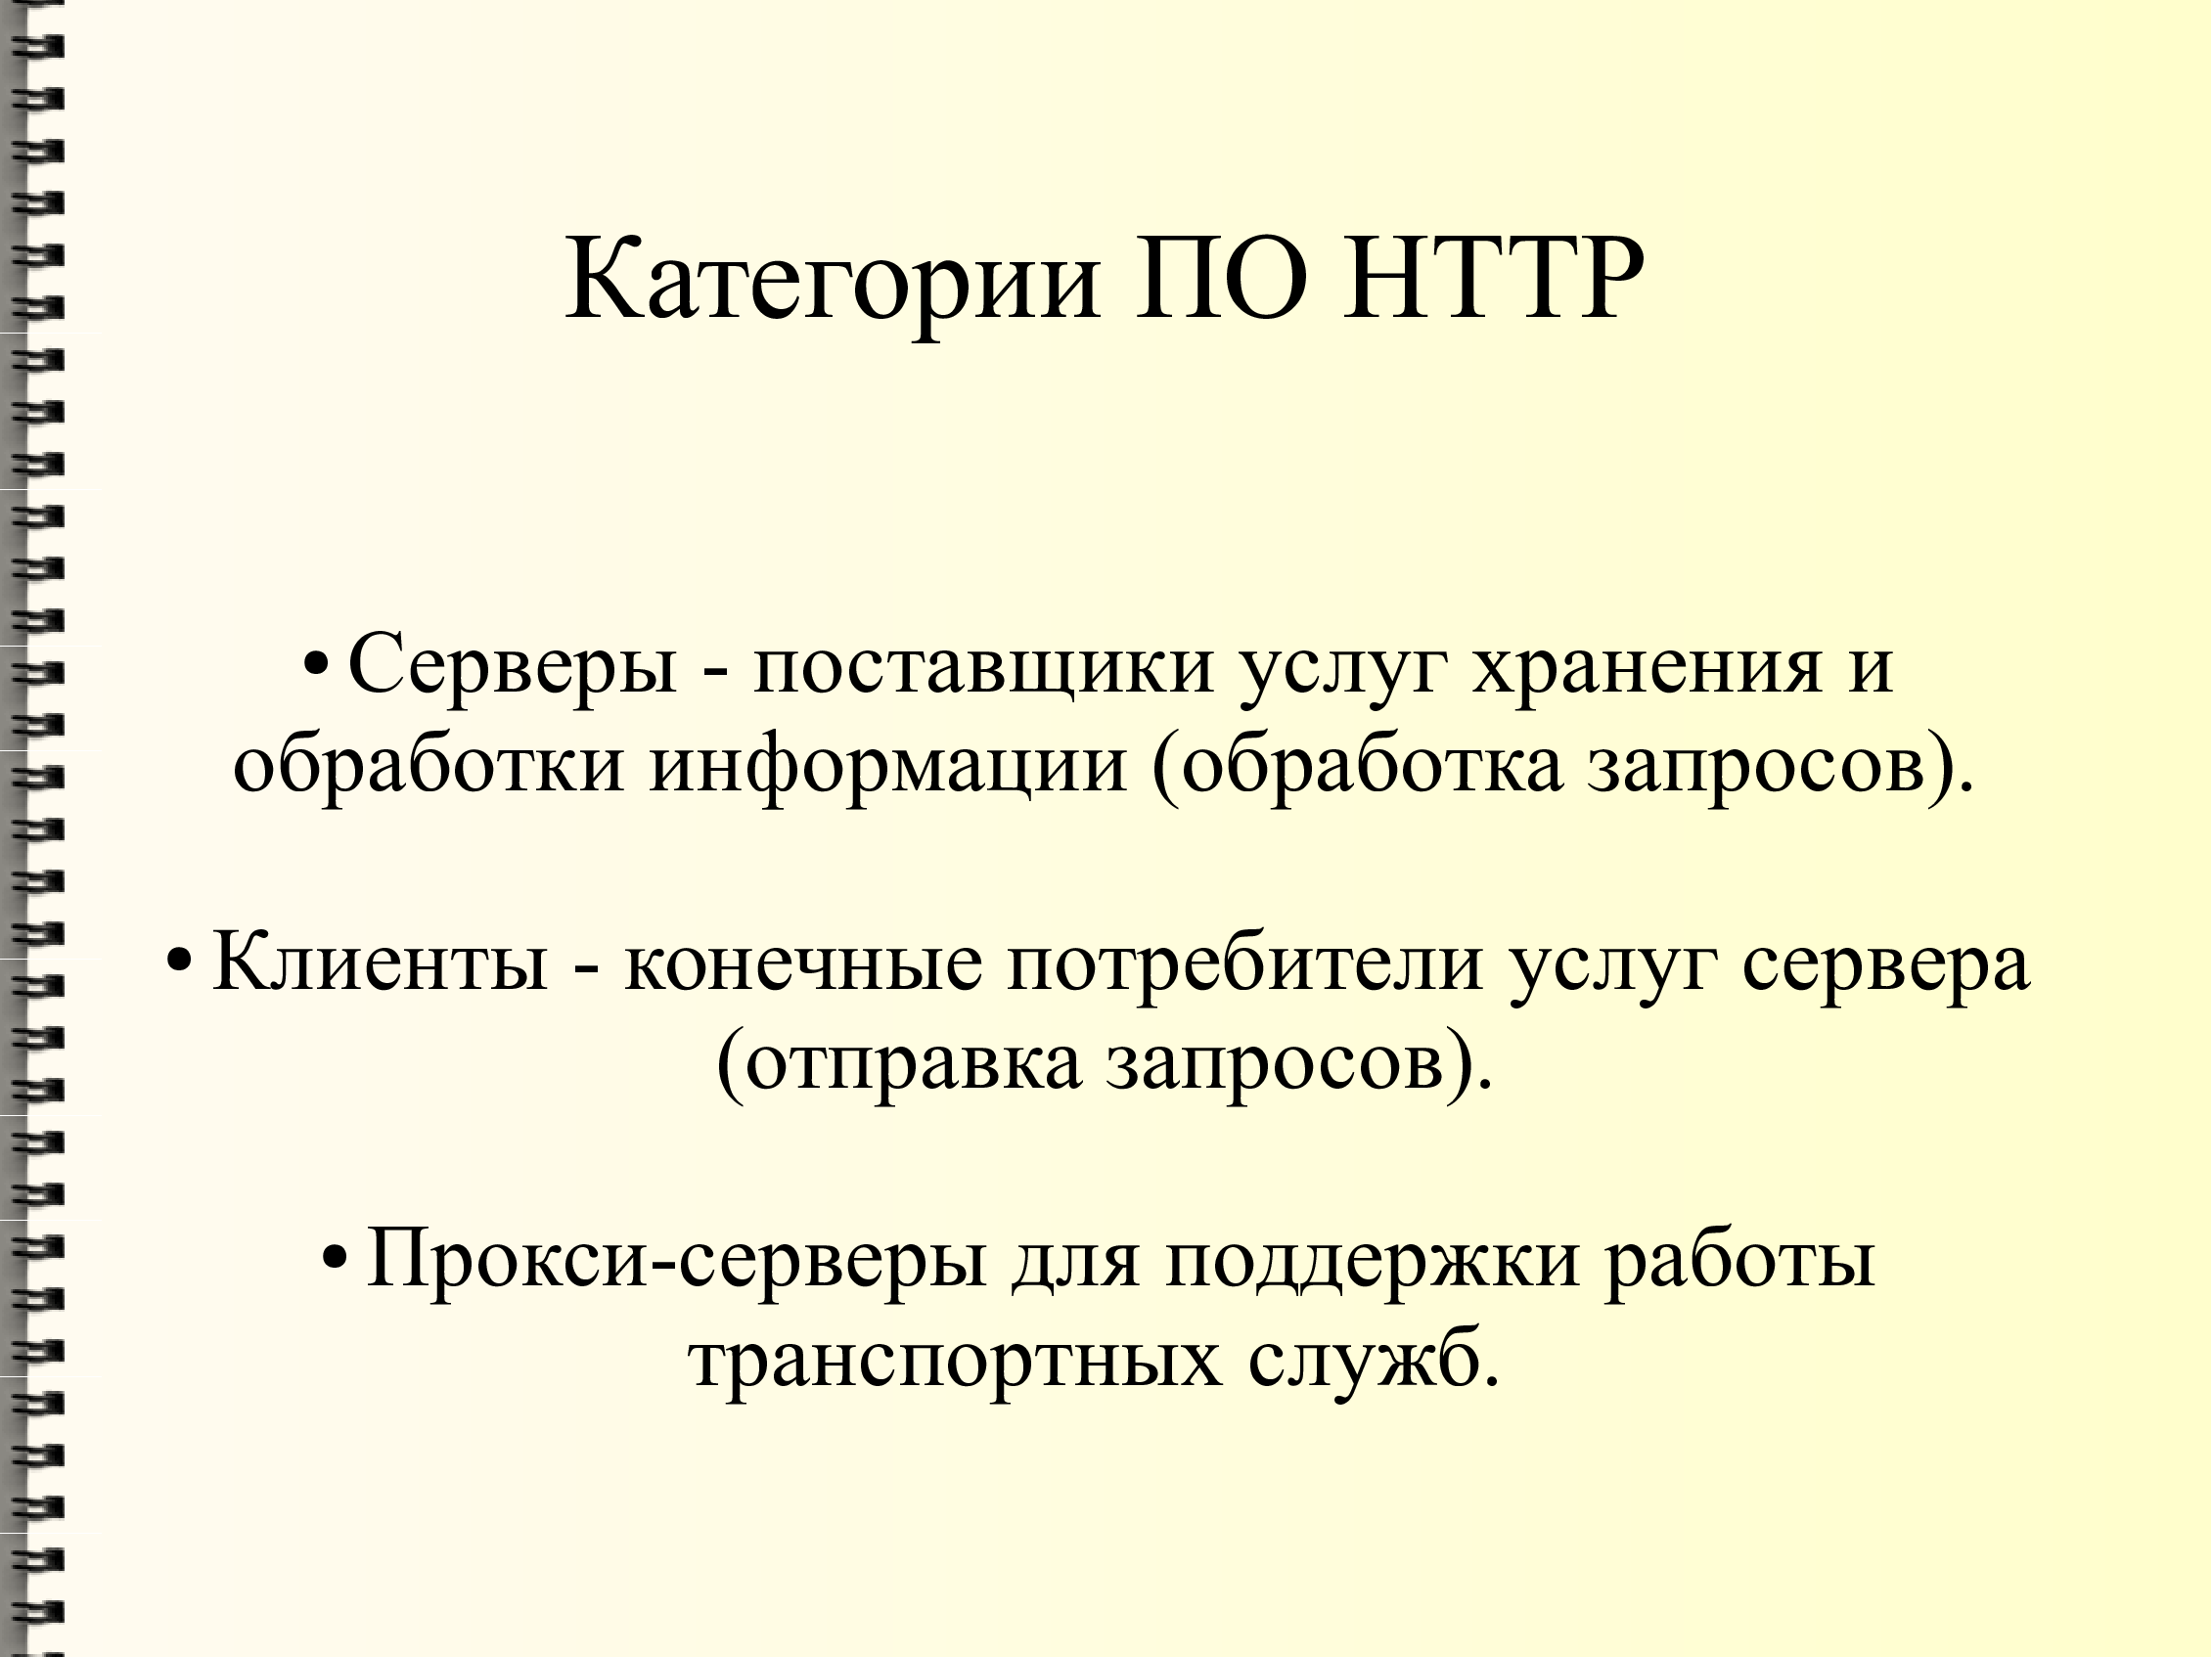 Категории ПО HTTP
• Серверы - поставщики услуг хранения и
обработки информации (обработка запросов).
• Клиенты - конечные потребители услуг сервера
(отправка запросов).
• Прокси-серверы для поддержки работы
транспортных служб.